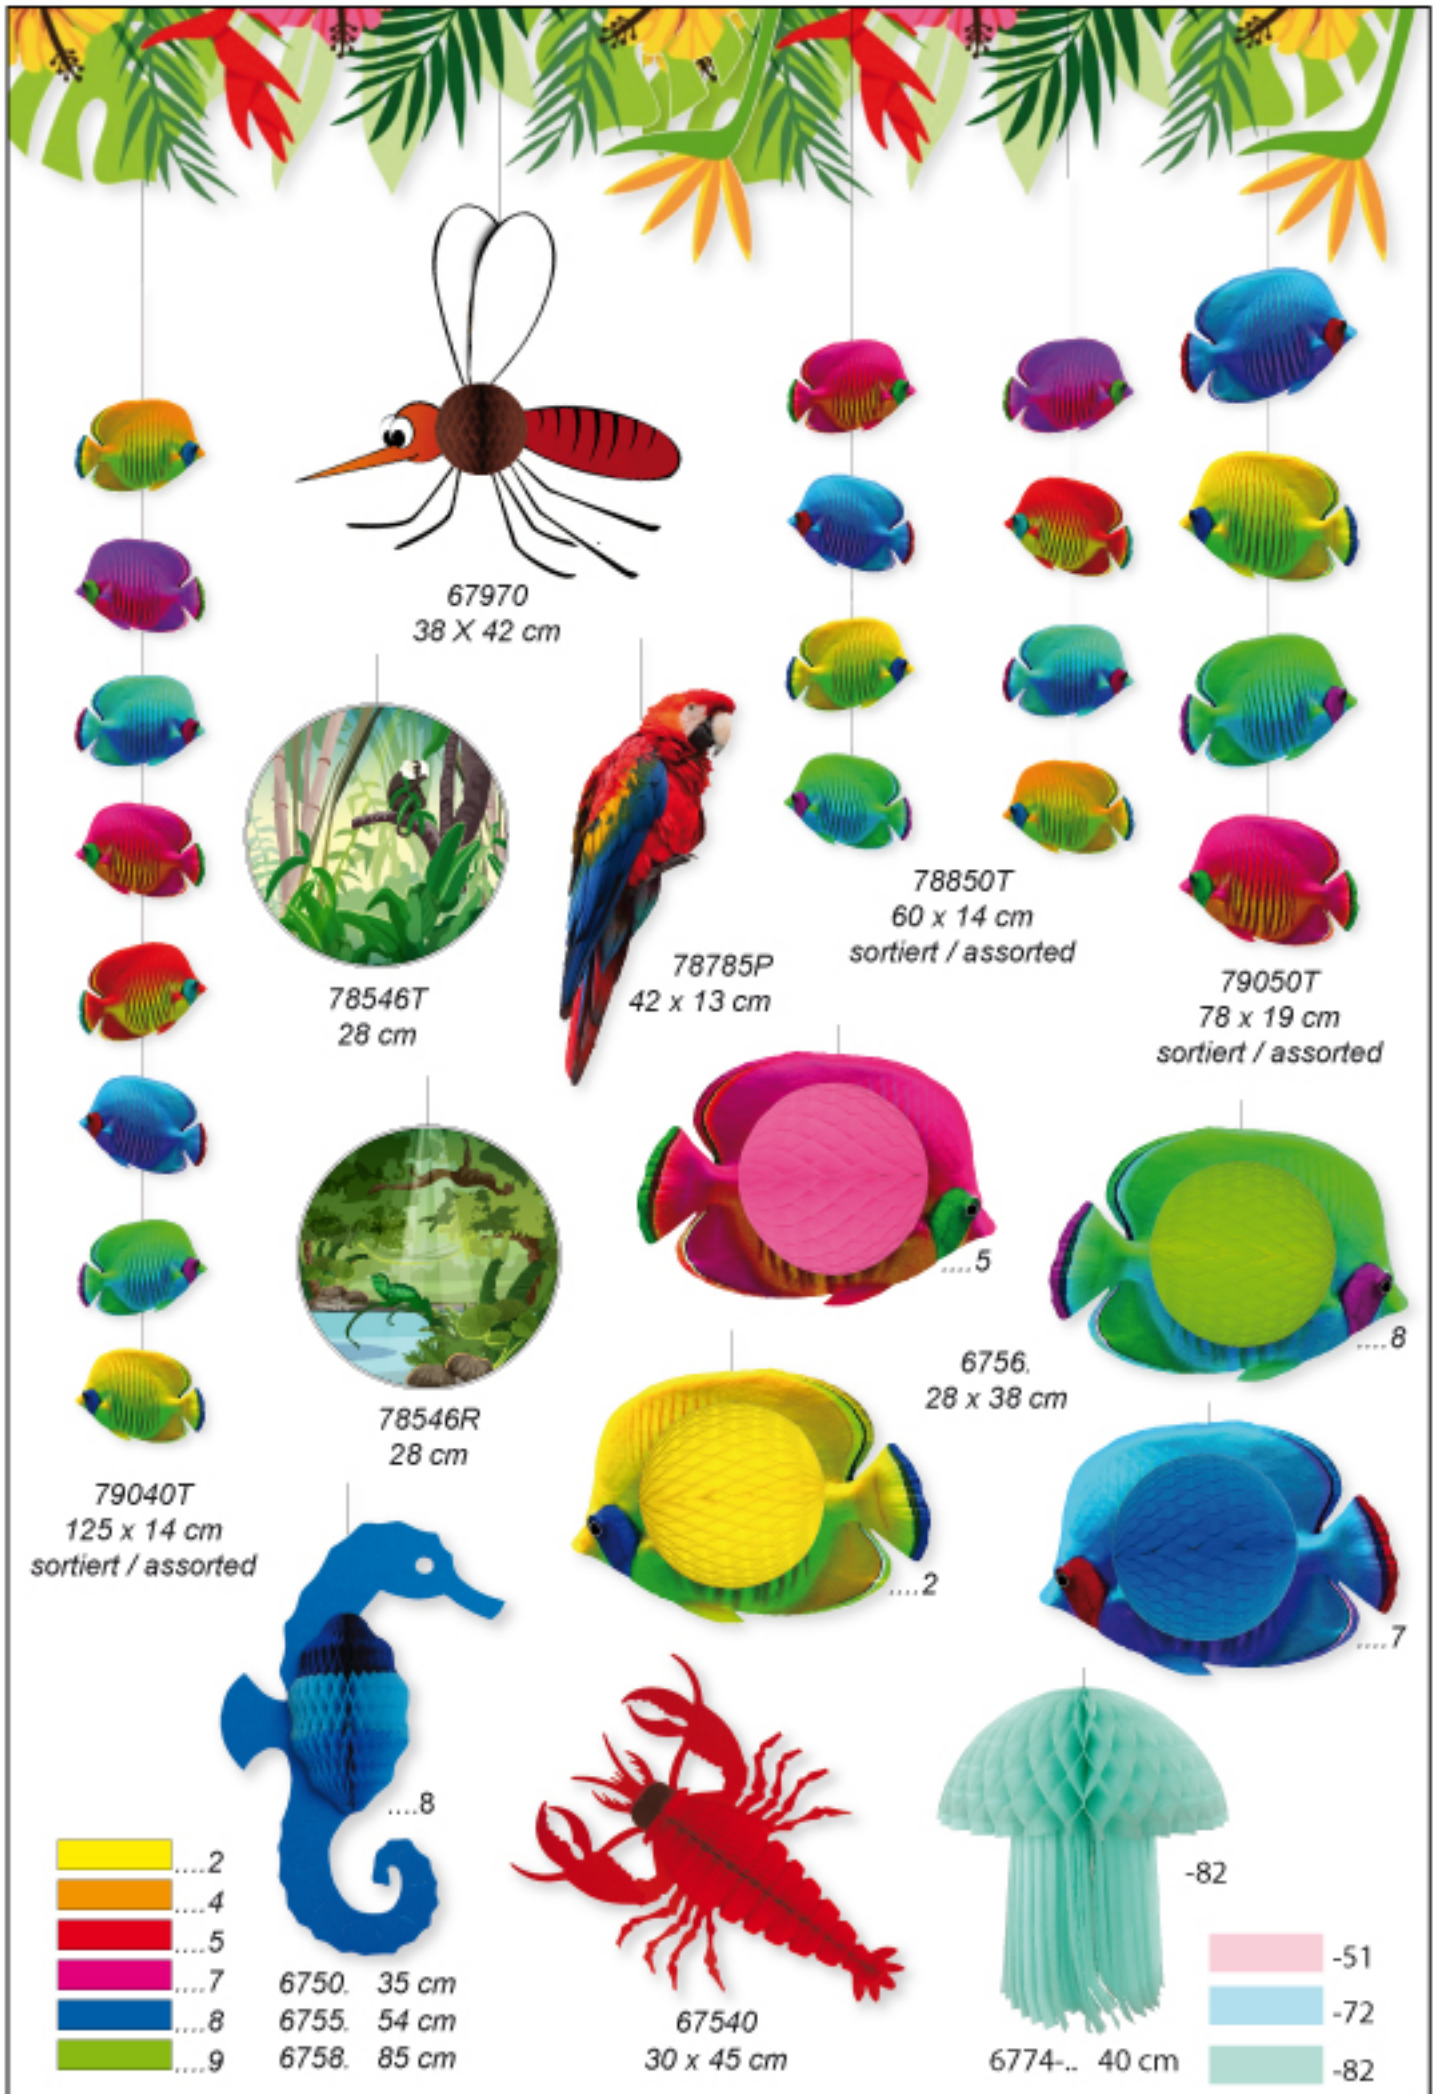 67970
38 X 42 cm
78850T
60 x 14 cm
sortiert / assorted
78785P
42 x 13 cm
78546T
28 cm
79050T
78 x 19 cm
sortiert / assorted
....5
....8
6756.
28 x 38 cm
78546R
28 cm
79040T
125 x 14 cm
sortiert / assorted
....2
....7
....8
-82
....2
....4
....5
....7
....8
....9
6750. 35 cm
6755. 54 cm
6758. 85 cm
67540
30 x 45 cm
6774-.. 40 cm
-51
-72
-82